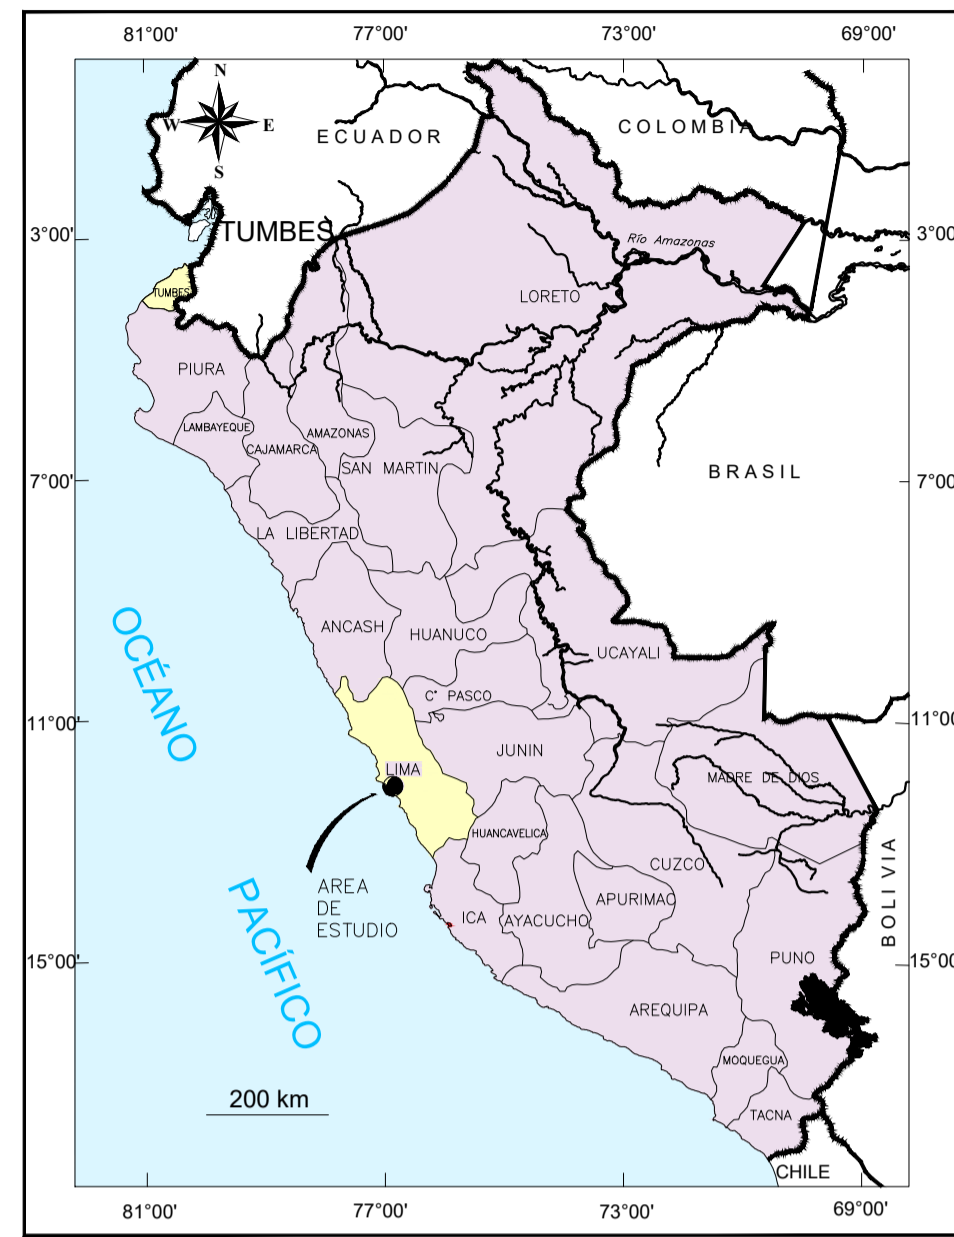 81°00'
77°00'
73°00'
69°00'
N
W
E
S
ECUADOR
COLOMBIA
TUMBES
3°00'
3°00'
Río Amazonas
TUMBES
LORETO
PIURA
LAMBAYEQUE
AMAZONAS
CAJAMARCA
SAN MARTIN
BRASIL
7°00'
7°00'
LA LIBERTAD
ANCASH
HUANUCO
UCAYALI
OCÉANO
C° PASCO
11°00'
11°00'
JUNIN
LIMA
MADRE DE DIOS
HUANCAVELICA
CUZCO
BOLIVIA
AREA
DE
ESTUDIO
APURIMAC
ICA
AYACUCHO
PACÍFICO
PUNO
15°00'
15°00'
AREQUIPA
MOQUEGUA
200 km
TACNA
CHILE
81°00'
77°00'
73°00'
69°00'